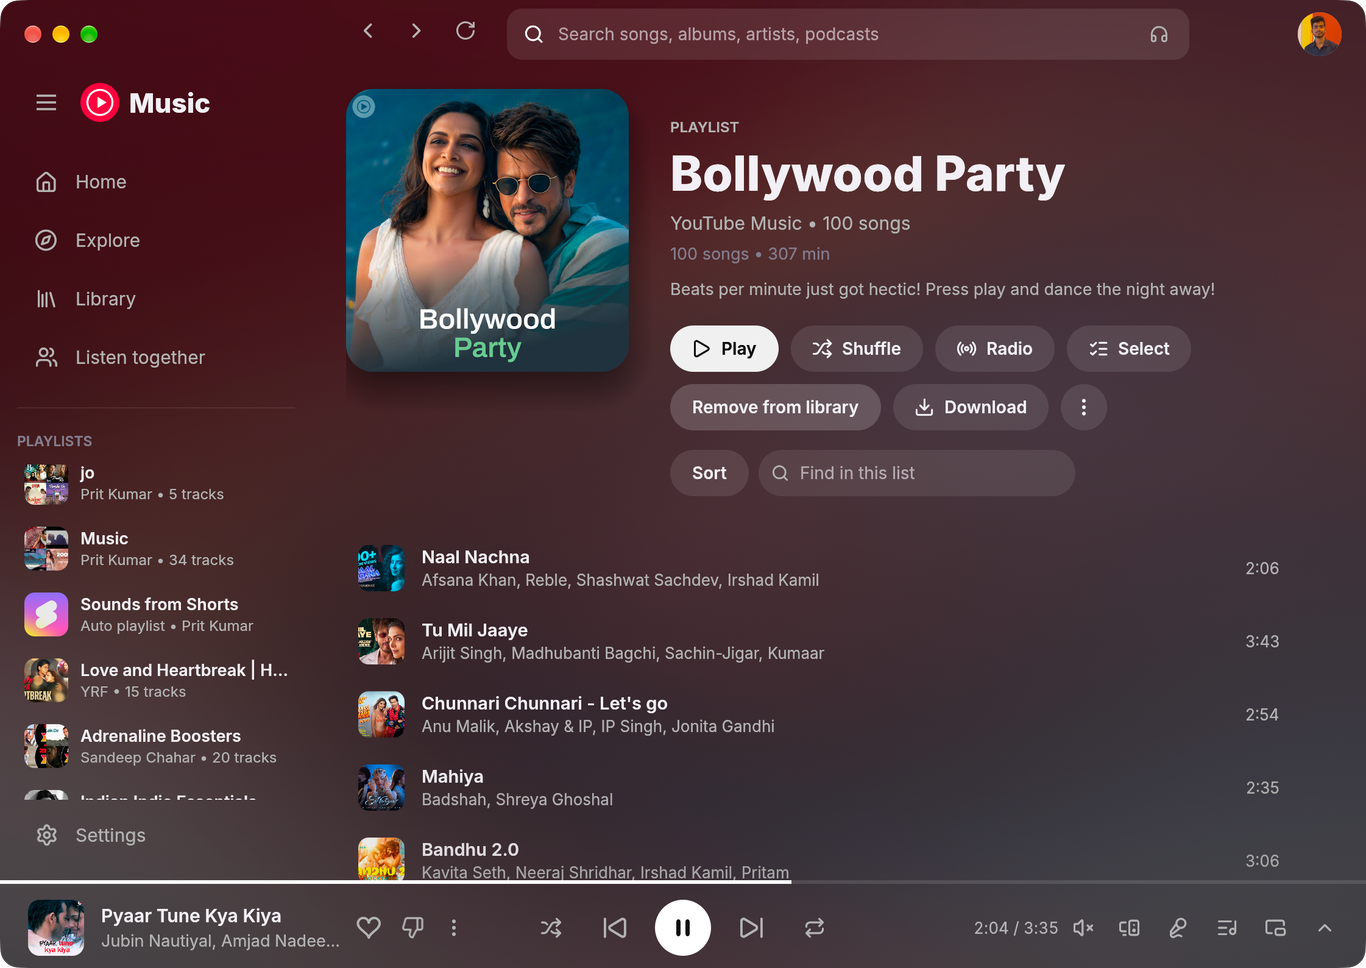 Search songs, albums, artists, podcasts
Music
Home
Explore
Library
Listen together
PLAYLISTS
jo
Prit Kumar • 5 tracks
Music
Prit Kumar • 34 tracks
Sounds from Shorts
Auto playlist • Prit Kumar
Love and Heartbreak | H...
YRF • 15 tracks
Adrenaline Boosters
Sandeep Chahar • 20 tracks
Indian Indie Essentials
Settings
Bollywood
Party
PLAYLIST
Bollywood Party
YouTube Music • 100 songs
100 songs • 307 min
Beats per minute just got hectic! Press play and dance the night away!
Play
Shuffle
Radio
Select
Remove from library
Download
Sort
Find in this list
Naal Nachna
Afsana Khan, Reble, Shashwat Sachdev, Irshad Kamil
2:06
Tu Mil Jaaye
Arijit Singh, Madhubanti Bagchi, Sachin-Jigar, Kumaar
3:43
Chunnari Chunnari - Let's go
Anu Malik, Akshay & IP, IP Singh, Jonita Gandhi
2:54
Mahiya
Badshah, Shreya Ghoshal
2:35
Bandhu 2.0
Kavita Seth, Neeraj Shridhar, Irshad Kamil, Pritam
3:06
Pyaar Tune Kya Kiya
Jubin Nautiyal, Amjad Nadee...
2:04 / 3:35